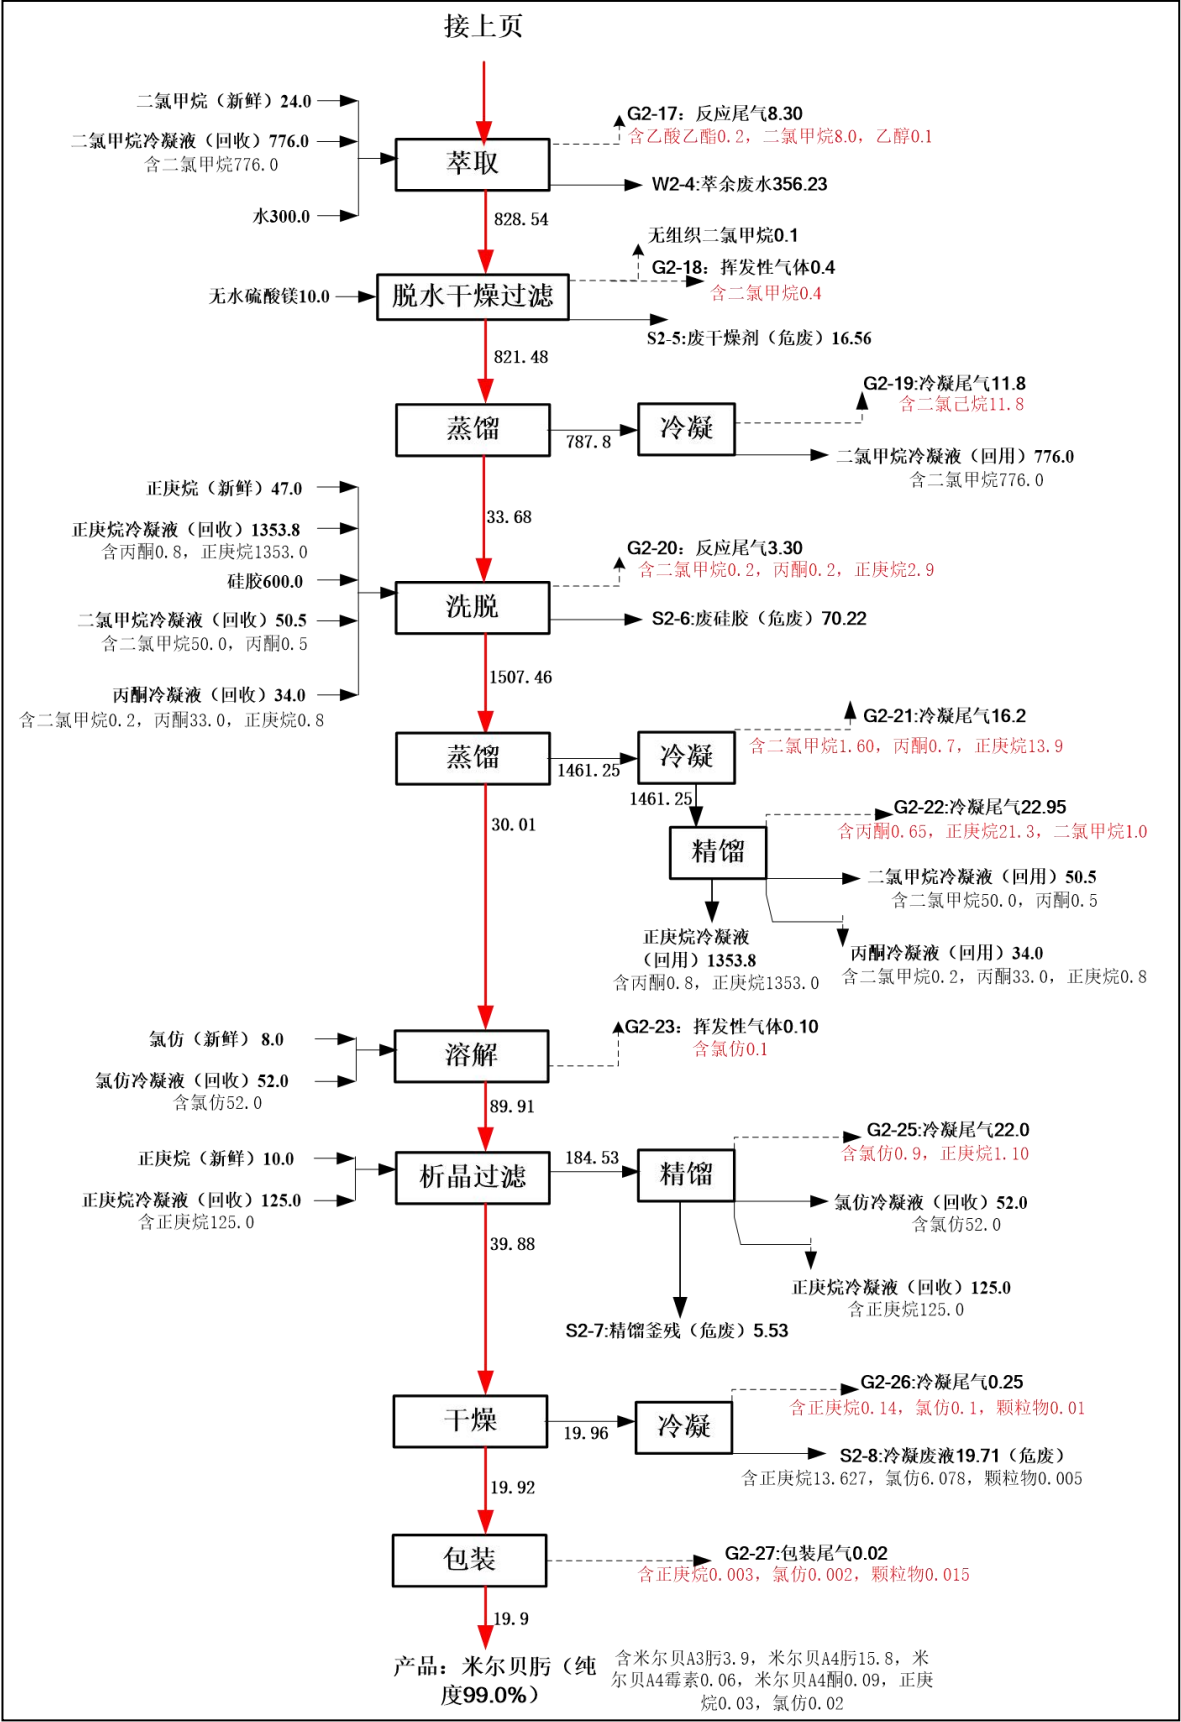 接上页
二氯甲烷（新鲜）24.0
二氯甲烷冷凝液（回收）776.0
含二氯甲烷776.0
水300.0
萃取
G2-17：反应尾气8.30
含乙酸乙酯0.2，二氯甲烷8.0，乙醇0.1
W2-4:萃余废水356.23
828.54
无组织二氯甲烷0.1
G2-18：挥发性气体0.4
含二氯甲烷0.4
无水硫酸镁10.0
脱水干燥过滤
S2-5:废干燥剂（危废）16.56
821.48
蒸馏
787.8
冷凝
G2-19:冷凝尾气11.8
含二氯己烷11.8
二氯甲烷冷凝液（回用）776.0
含二氯甲烷776.0
33.68
正庚烷（新鲜）47.0
正庚烷冷凝液（回收）1353.8
含丙酮0.8，正庚烷1353.0
硅胶600.0
二氯甲烷冷凝液（回收）50.5
含二氯甲烷50.0，丙酮0.5
丙酮冷凝液（回收）34.0
含二氯甲烷0.2，丙酮33.0，正庚烷0.8
洗脱
G2-20：反应尾气3.30
含二氯甲烷0.2，丙酮0.2，正庚烷2.9
S2-6:废硅胶（危废）70.22
1507.46
蒸馏
1461.25
冷凝
G2-21:冷凝尾气16.2
含二氯甲烷1.60，丙酮0.7，正庚烷13.9
1461.25
精馏
G2-22:冷凝尾气22.95
含丙酮0.65，正庚烷21.3，二氯甲烷1.0
二氯甲烷冷凝液（回用）50.5
含二氯甲烷50.0，丙酮0.5
正庚烷冷凝液
（回用）1353.8
含丙酮0.8，正庚烷1353.0
丙酮冷凝液（回用）34.0
含二氯甲烷0.2，丙酮33.0，正庚烷0.8
30.01
氯仿（新鲜） 8.0
氯仿冷凝液（回收）52.0
含氯仿52.0
溶解
G2-23：挥发性气体0.10
含氯仿0.1
89.91
正庚烷（新鲜）10.0
正庚烷冷凝液（回收）125.0
含正庚烷125.0
析晶过滤
184.53
精馏
G2-25:冷凝尾气22.0
含氯仿0.9，正庚烷1.10
氯仿冷凝液（回收）52.0
含氯仿52.0
正庚烷冷凝液（回收）125.0
含正庚烷125.0
S2-7:精馏釜残（危废）5.53
39.88
干燥
19.96
冷凝
G2-26:冷凝尾气0.25
含正庚烷0.14，氯仿0.1，颗粒物0.01
S2-8:冷凝废液19.71（危废）
含正庚烷13.627，氯仿6.078，颗粒物0.005
19.92
包装
G2-27:包装尾气0.02
含正庚烷0.003，氯仿0.002，颗粒物0.015
19.9
产品：米尔贝肟（纯
度99.0%）
含米尔贝A3肟3.9，米尔贝A4肟15.8，米
尔贝A4霉素0.06，米尔贝A4酮0.09，正庚
烷0.03，氯仿0.02